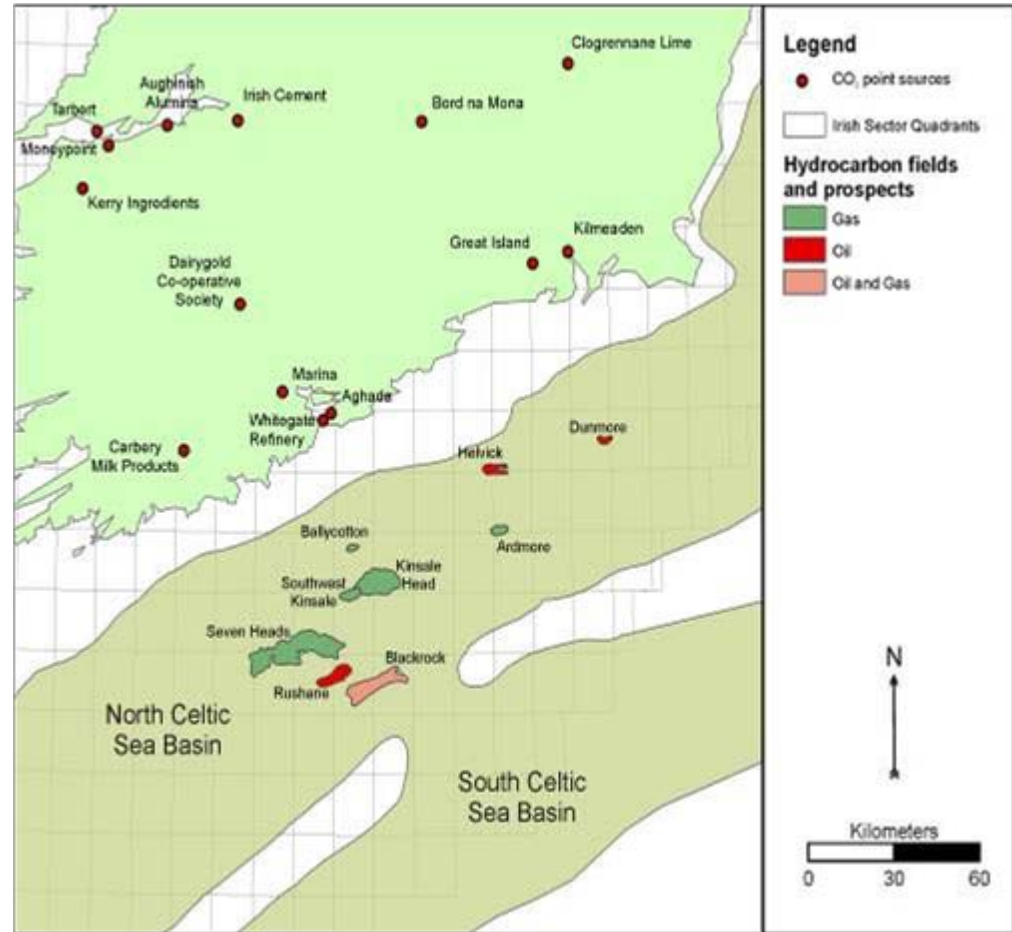 Clogrennane Lime
Aughinish
Alumina
Irish Cement
Tarbert
Bord na Mona
Moneypoint
Kerry Ingredients
Great Island
Kilmeaden
Dairygold
Co-operative
Society
Marina
Aghade
Whitegate
Refinery
Carbery
Milk Products
Dunmore
Helvick
Ballycotton
Ardmore
Kinsale
Head
Southwest
Kinsale
Seven Heads
Blackrock
Rushane
North Celtic
Sea Basin
South Celtic
Sea Basin
Legend
CO, point sources
Irish Sector Quadrants
Hydrocarbon fields
and prospects
Gas
Oil
Oil and Gas
N
Kilometers
0 30 60